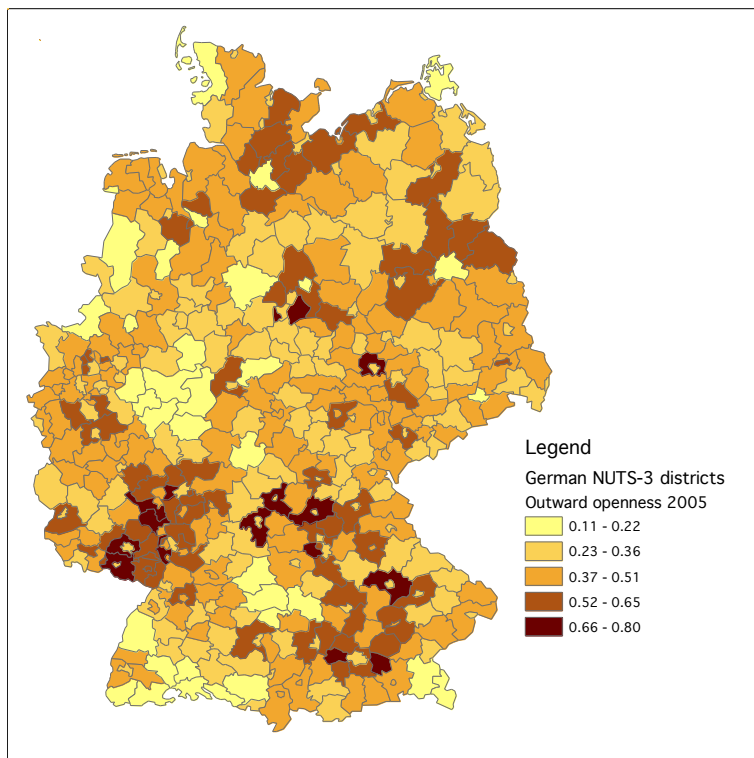 Legend
German NUTS-3 districts
Outward openness 2005
0.11 - 0.22
0.23 - 0.36
0.37 - 0.51
0.52 - 0.65
0.66 - 0.80